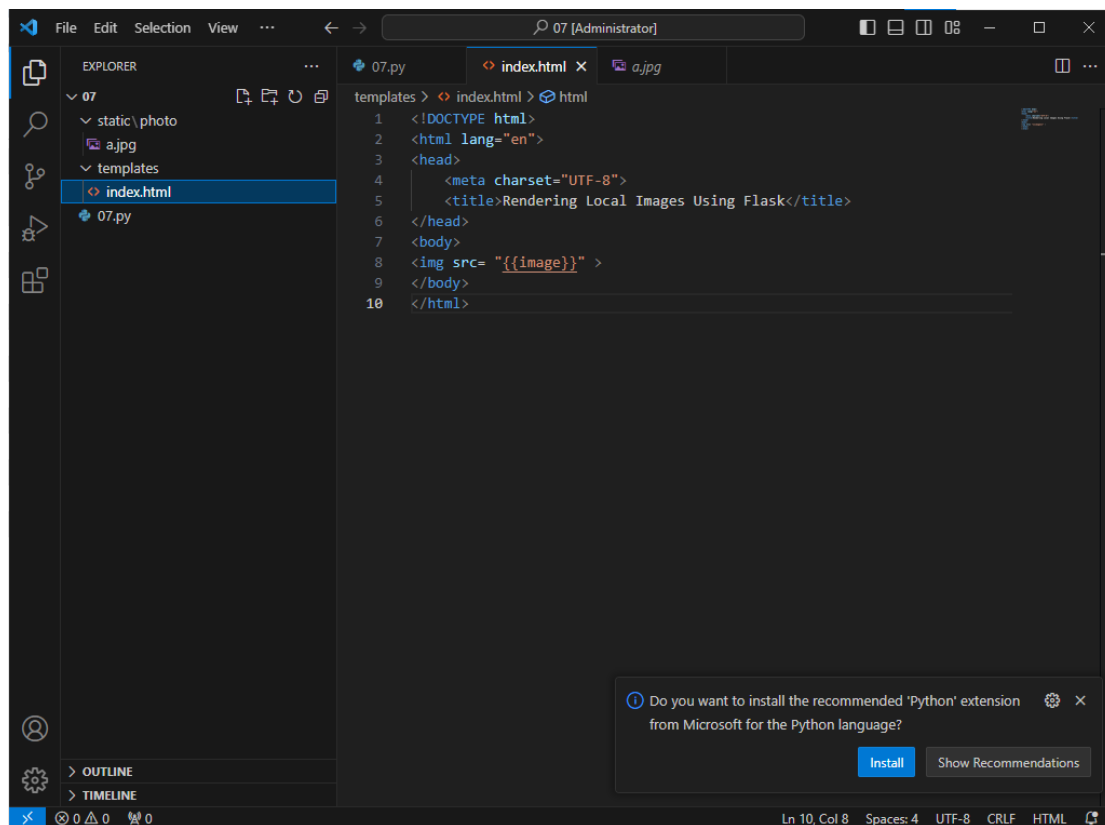 File Edit Selection View ... 07 [Administrator]
EXPLORER ...
07
static\photo
a.jpg
templates
index.html
07.py
07.py index.html a.jpg ...
templates > index.html > html
1 <!DOCTYPE html>
2 <html lang="en">
3 <head>
4 <meta charset="UTF-8">
5 <title>Rendering Local Images Using Flask</title>
6 </head>
7 <body>
8 <img src= "{{image}}" >
9 </body>
10 </html>
Do you want to install the recommended 'Python' extension
from Microsoft for the Python language?
Install Show Recommendations
OUTLINE
TIMELINE
0 0 0 Ln 10, Col 8 Spaces: 4 UTF-8 CRLF HTML